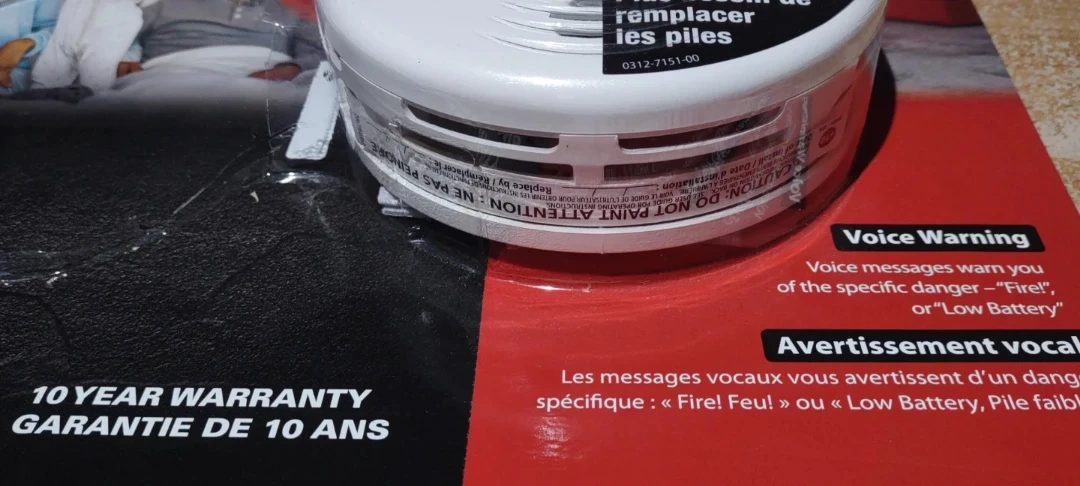 remplacer
les piles
0312-7151-00
Replace by / Remplacer le :
CAUTION: DO NOT PAINT ATTENTION : NE PAS PEINDRE
Voice Warning
Voice messages warn you
of the specific danger – “Fire!”,
or “Low Battery”
Avertissement vocal
Les messages vocaux vous avertissent d'un
spécifique : « Fire! Feu! » ou « Low Battery, Pile
10 YEAR WARRANTY
GARANTIE DE 10 ANS